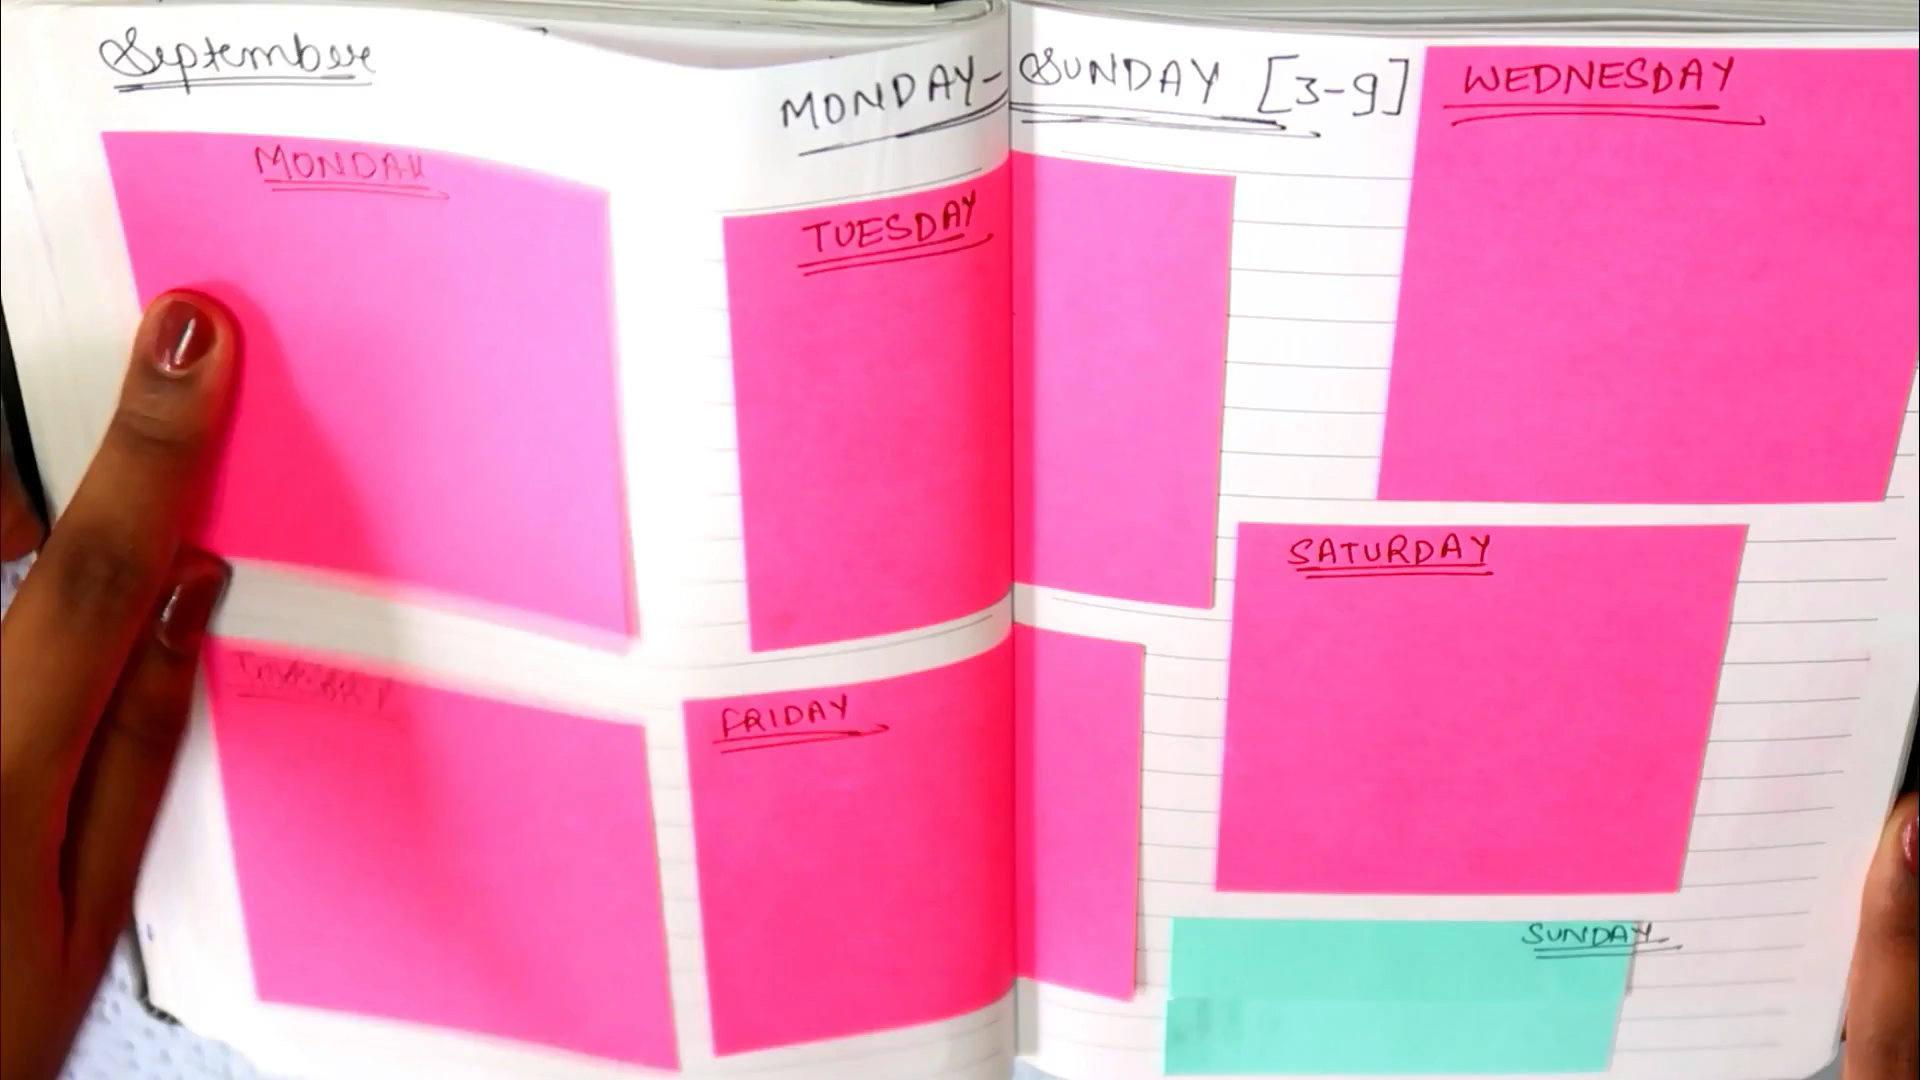 September
MONDAY - SUNDAY [3-9]
MONDAY
TUESDAY
WEDNESDAY
FRIDAY
SATURDAY
SUNDAY